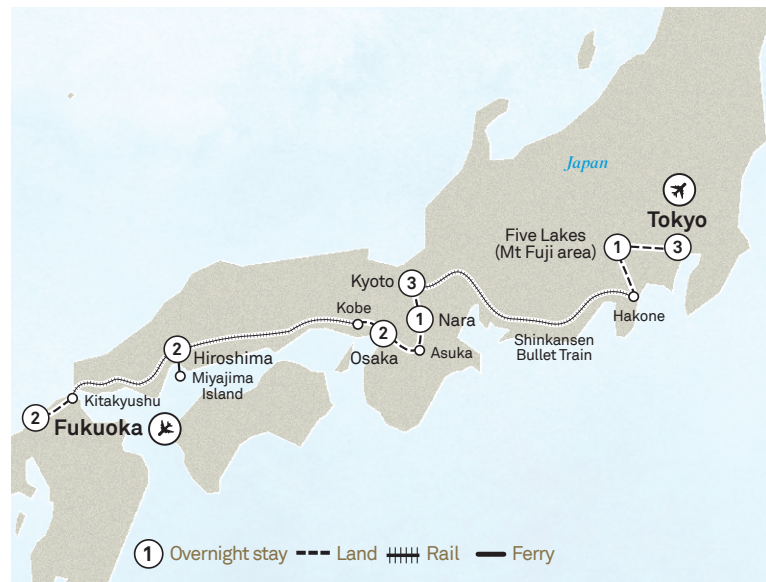 Japan
Tokyo
Five Lakes
(Mt Fuji area)
1
3
Kyoto
3
Hakone
Kobe
1
Nara
2
Osaka
Asuka
Shinkansen
Bullet Train
2
Hiroshima
Miyajima
Island
Kitakyushu
2
Fukuoka
1 Overnight stay Land Rail Ferry